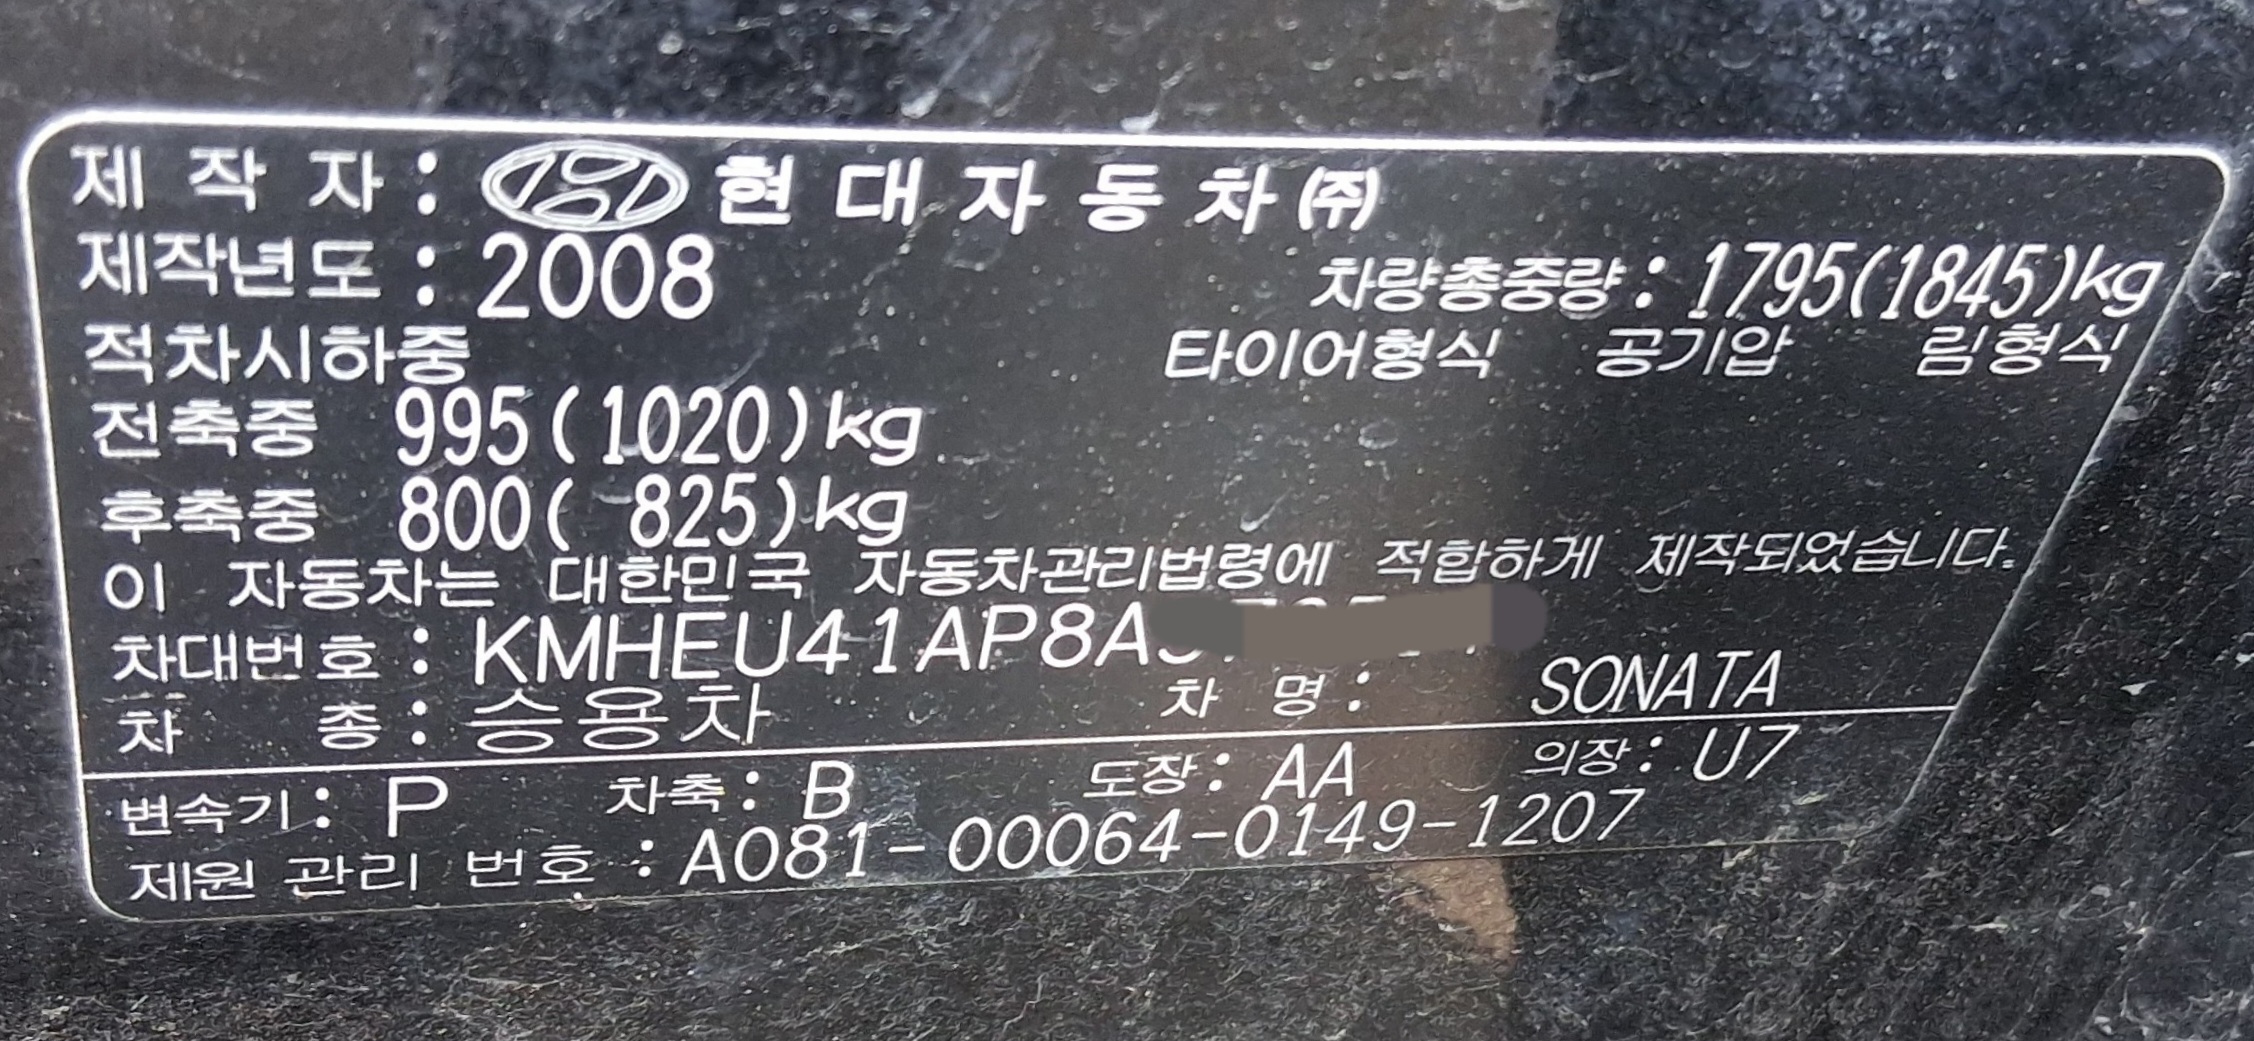 제 작 자 : 현 대 자 동 차 ㈜
제작년도 : 2008 차량총중량 : 1795(1845)kg
적차시하중 타이어형식 공기압 림형식
전축중 995(1020)kg
후축중 800( 825)kg
이 자동차는 대한민국 자동차관리법령에 적합하게 제작되었습니다.
차대번호 : KMHEU41AP8A
차 종 : 승용차 차 명 : SONATA
변속기 : P 차축 : B 도장 : AA 의장 : U7
제원 관리 번호 : A081-00064-0149-1207